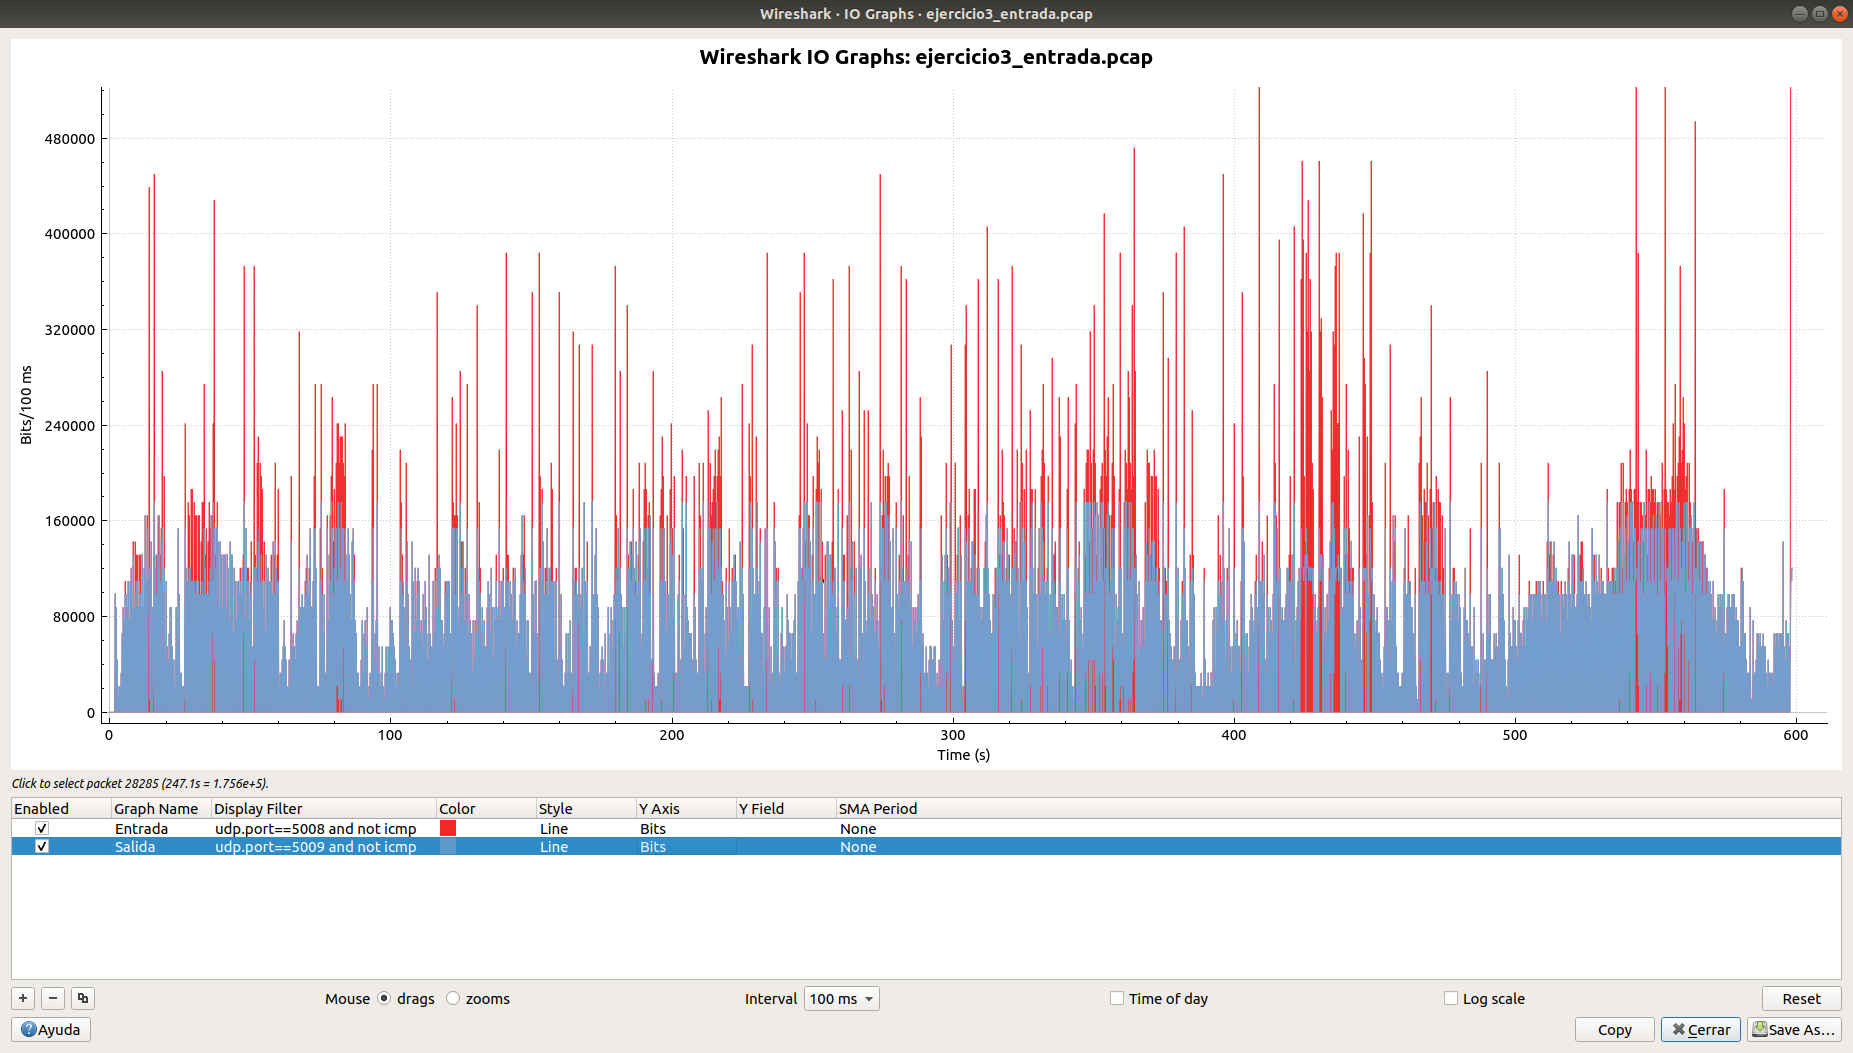 Wireshark · IO Graphs · ejercicio3_entrada.pcap
Wireshark IO Graphs: ejercicio3_entrada.pcap
480000
400000
320000
240000
160000
80000
0
Bits/100 ms
0 100 200 300 400 500 600
Time (s)
Click to select packet 28285 (247.1s = 1.756e+5).
Enabled Graph Name Display Filter Color Style Y Axis Y Field SMA Period
Entrada udp.port==5008 and not icmp Line Bits None
Salida udp.port==5009 and not icmp Line Bits None
Mouse drags zooms Interval 100 ms Time of day Log scale Reset
Ayuda Copy Cerrar Save As…